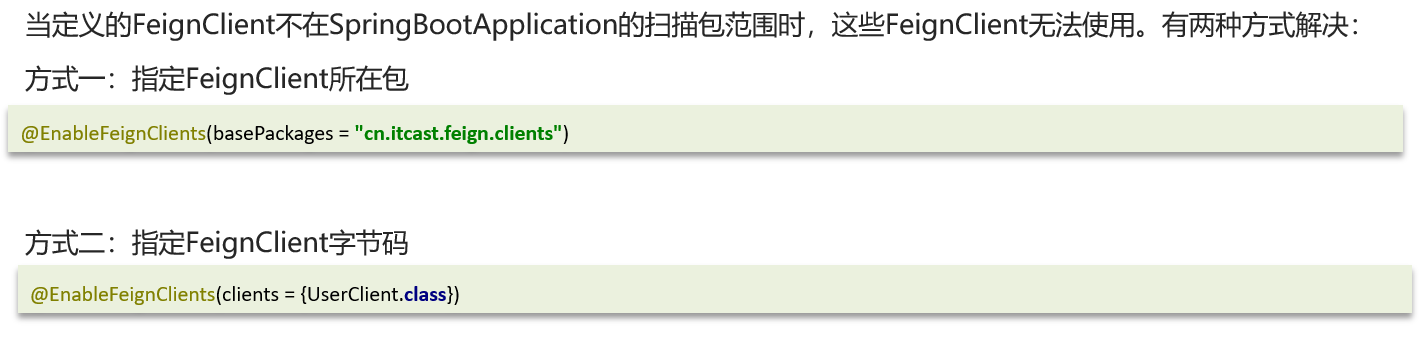 当定义的FeignClient不在SpringBootApplication的扫描包范围时，这些FeignClient无法使用。有两种方式解决：
方式一：指定FeignClient所在包
@EnableFeignClients(basePackages = "cn.itcast.feign.clients")
方式二：指定FeignClient字节码
@EnableFeignClients(clients = {UserClient.class})